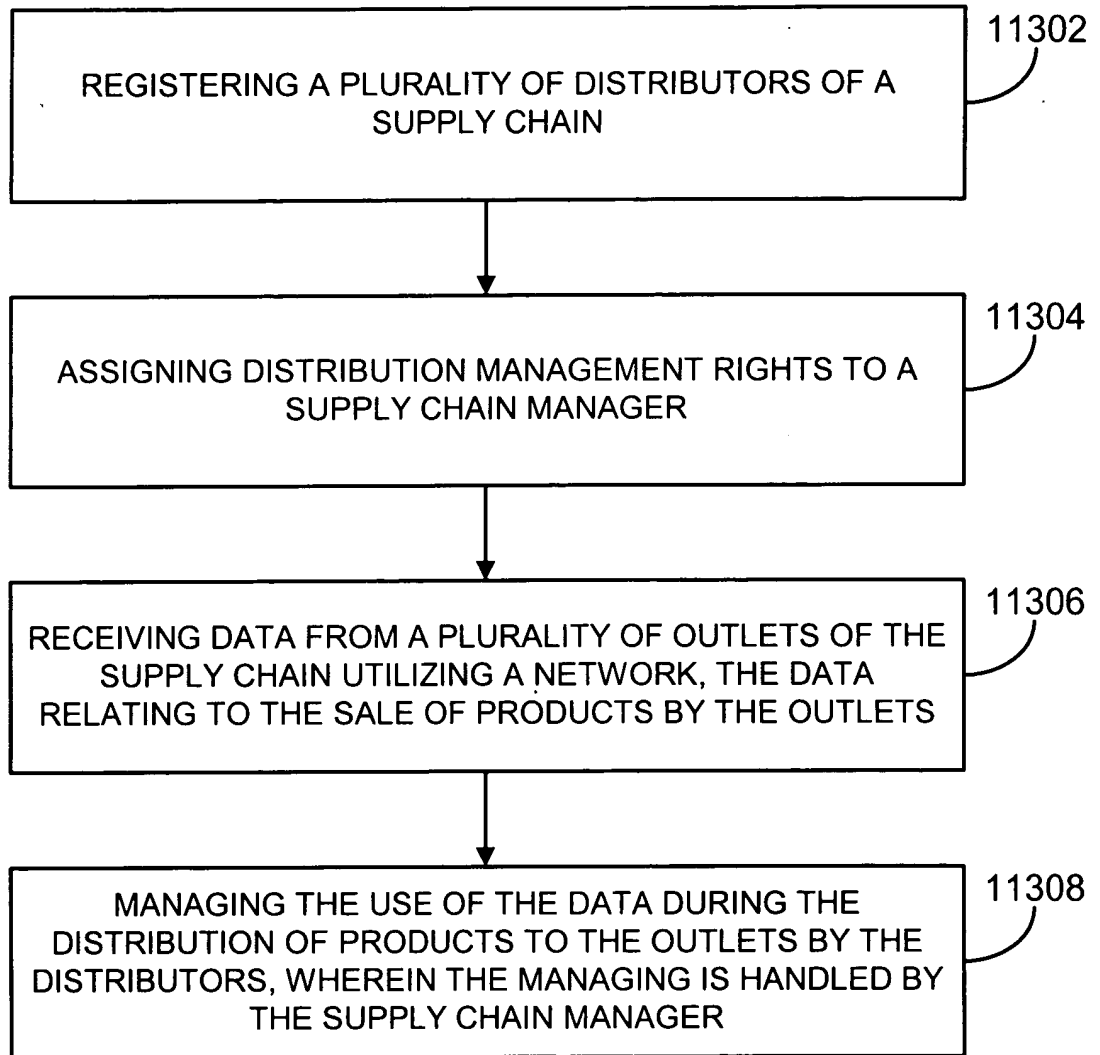 11302
REGISTERING A PLURALITY OF DISTRIBUTORS OF A
SUPPLY CHAIN
11304
ASSIGNING DISTRIBUTION MANAGEMENT RIGHTS TO A
SUPPLY CHAIN MANAGER
11306
RECEIVING DATA FROM A PLURALITY OF OUTLETS OF THE
SUPPLY CHAIN UTILIZING A NETWORK, THE DATA
RELATING TO THE SALE OF PRODUCTS BY THE OUTLETS
11308
MANAGING THE USE OF THE DATA DURING THE
DISTRIBUTION OF PRODUCTS TO THE OUTLETS BY THE
DISTRIBUTORS, WHEREIN THE MANAGING IS HANDLED BY
THE SUPPLY CHAIN MANAGER